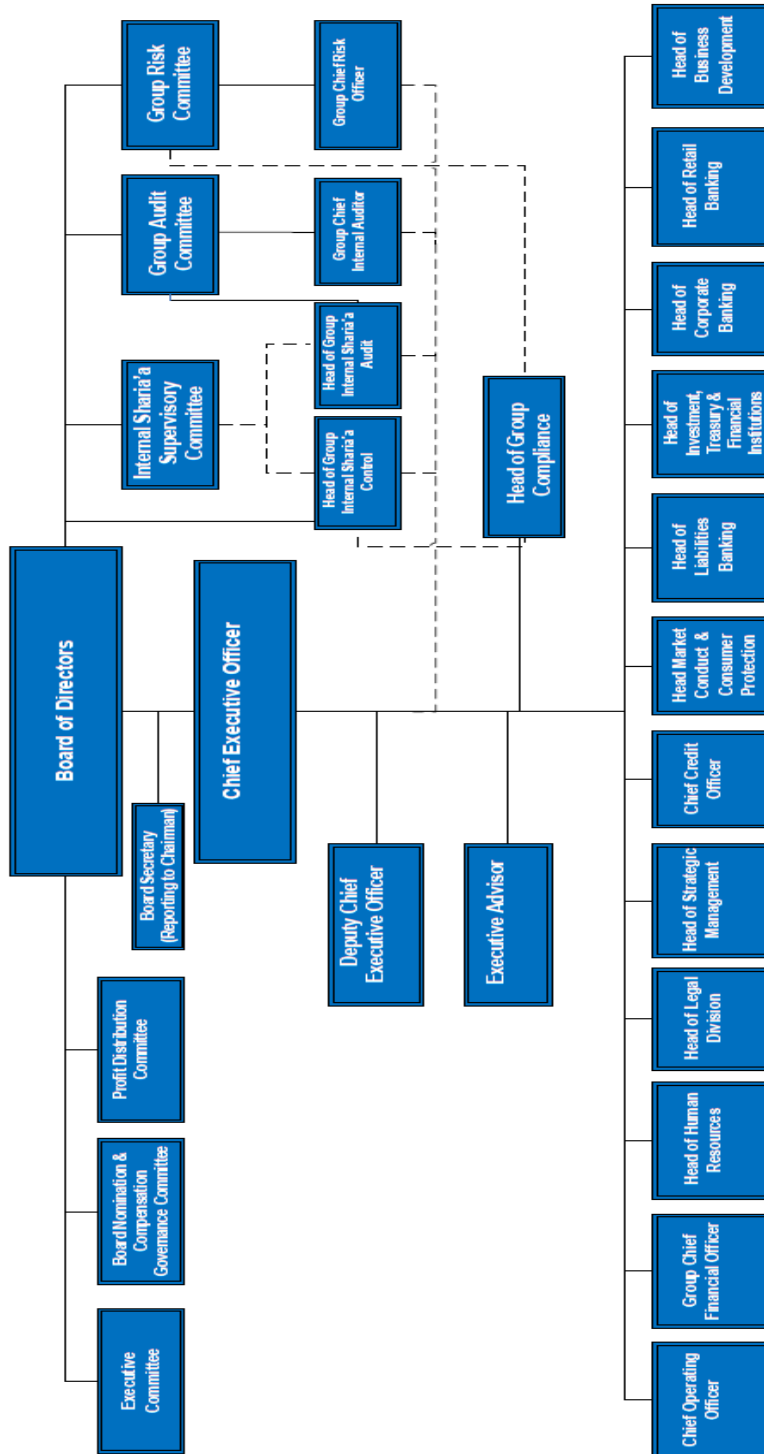 Board of Directors
Board Secretary
(Reporting to Chairman)
Chief Executive Officer
Executive
Committee
Board Nomination &
Compensation
Governance Committee
Profit Distribution
Committee
Internal Sharia'a
Supervisory
Committee
Group Audit
Committee
Group Risk
Committee
Head of Group
Internal Sharia'a
Control
Head of Group
Internal Sharia'a
Audit
Group Chief
Internal Auditor
Group Chief Risk
Officer
Deputy Chief
Executive Officer
Executive Advisor
Head of Group
Compliance
Chief Operating
Officer
Group Chief
Financial Officer
Head of Human
Resources
Head of Legal
Division
Head of Strategic
Management
Chief Credit
Officer
Head Market
Conduct &
Consumer
Protection
Head of
Liabilities
Banking
Head of
Investment,
Treasury &
Financial
Institutions
Head of
Corporate
Banking
Head of Retail
Banking
Head of
Business
Development